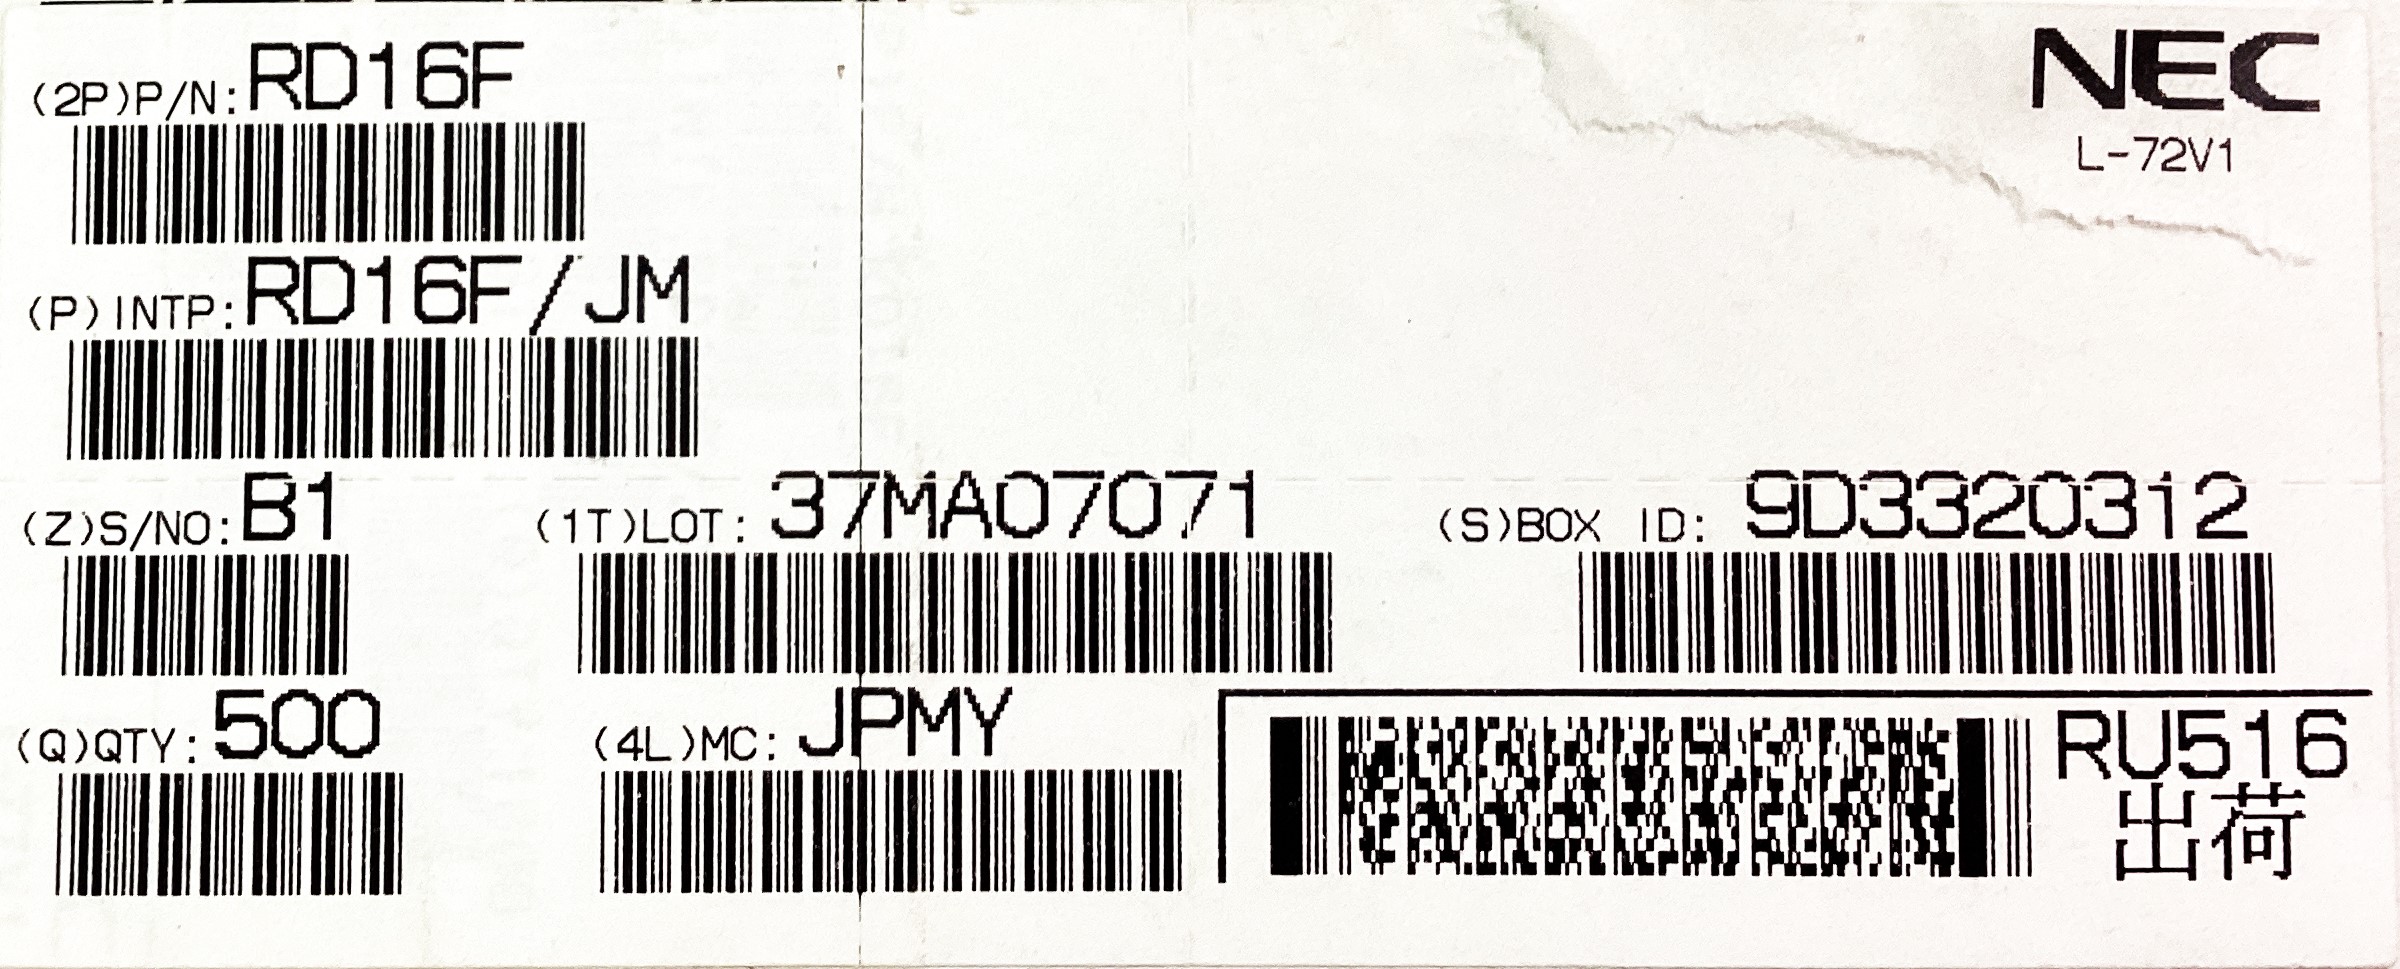 (2P)P/N:RD16F
NEC
L-72V1
(P)INTP:RD16F/JM
(Z)S/NO:B1
(1T)LOT:37MA07071
(S)BOX ID:9D3320312
(Q)QTY:500
(4L)MC:JPMY
RU516
出荷